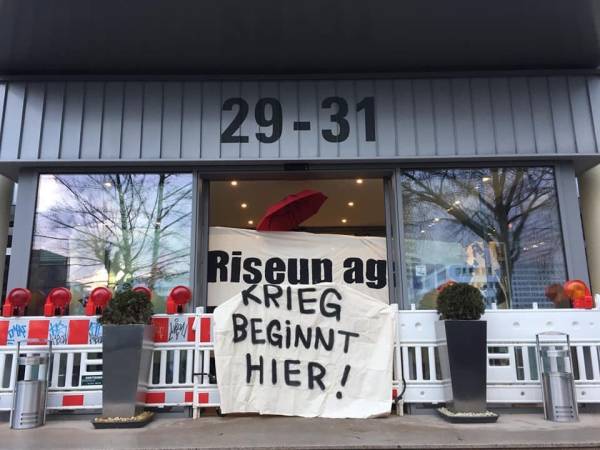 29-31
Riseup ag
KRIEG
BEGINNT
HIER!